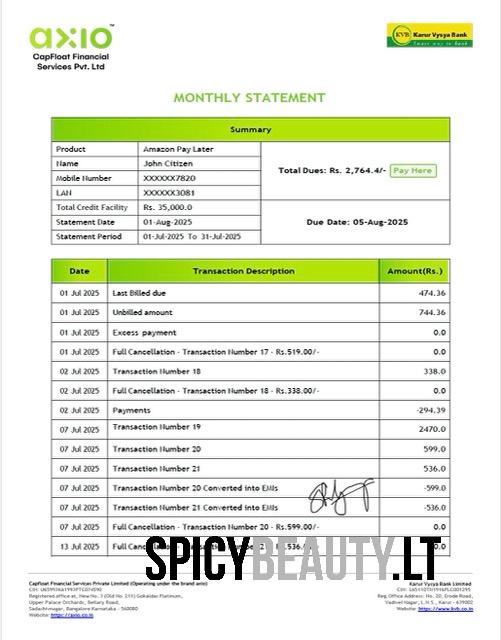 axio™
CapFloat Financial
Services Pvt. Ltd
KVB Karur Vysya Bank
Smart way to Bank
MONTHLY STATEMENT
Summary
Product Amazon Pay Later
Name John Citizen
Mobile Number XXXXXX7820
LAN XXXXXX3081
Total Credit Facility Rs. 35,000.0
Statement Date 01-Aug-2025
Statement Period 01-Jul-2025 To 31-Jul-2025
Total Dues: Rs. 2,764.4/- Pay Here
Due Date: 05-Aug-2025
Date Transaction Description Amount(Rs.)
01 Jul 2025 Last Billed due 474.36
01 Jul 2025 Unbilled amount 744.36
01 Jul 2025 Excess payment 0.0
01 Jul 2025 Full Cancellation - Transaction Number 17 - Rs.519.00/- 0.0
02 Jul 2025 Transaction Number 18 338.0
02 Jul 2025 Full Cancellation - Transaction Number 18 - Rs.338.00/- 0.0
02 Jul 2025 Payments -294.39
07 Jul 2025 Transaction Number 19 2470.0
07 Jul 2025 Transaction Number 20 599.0
07 Jul 2025 Transaction Number 21 536.0
07 Jul 2025 Transaction Number 20 Converted into EMIs -599.0
07 Jul 2025 Transaction Number 21 Converted into EMIs -536.0
07 Jul 2025 Full Cancellation - Transaction Number 20 - Rs.599.00/- 0.0
13 Jul 2025 Full Cancellation - Transaction Number 0.0
SPICYBEAUTY.LT
CapFloat Financial Services Private Limited (Operating under the brand axio)
Registered office at, New No. 3 (Old No. 211) Gokaldas Platinum,
Upper Palace Orchards, Bellary Road,
Sadashivnagar, Bangalore Karnataka - 560080
Website: https://axio.co.in
Karur Vysya Bank Limited
Reg.Office Address: No. 20, Erode Road,
Vadivel Nagar, L.N.S., Karur - 639002
Website: https://www.kvb.co.in